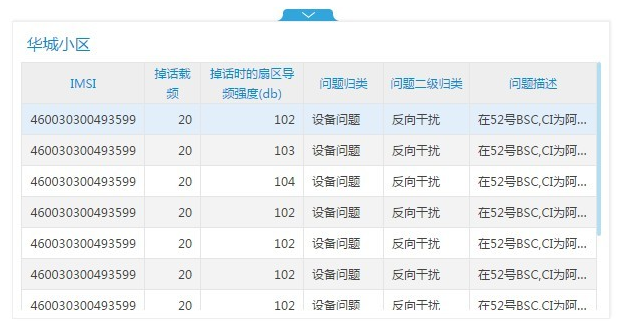 华城小区
IMSI 掉话载频 掉话时的扇区导频强度(db) 问题归类 问题二级归类 问题描述
460030300493599 20 102 设备问题 反向干扰 在52号BSC,CI为阿...
460030300493599 20 103 设备问题 反向干扰 在52号BSC,CI为阿...
460030300493599 20 104 设备问题 反向干扰 在52号BSC,CI为阿...
460030300493599 20 102 设备问题 反向干扰 在52号BSC,CI为阿...
460030300493599 20 102 设备问题 反向干扰 在52号BSC,CI为阿...
460030300493599 20 102 设备问题 反向干扰 在52号BSC,CI为阿...
460030300493599 20 102 设备问题 反向干扰 在52号BSC,CI为阿...